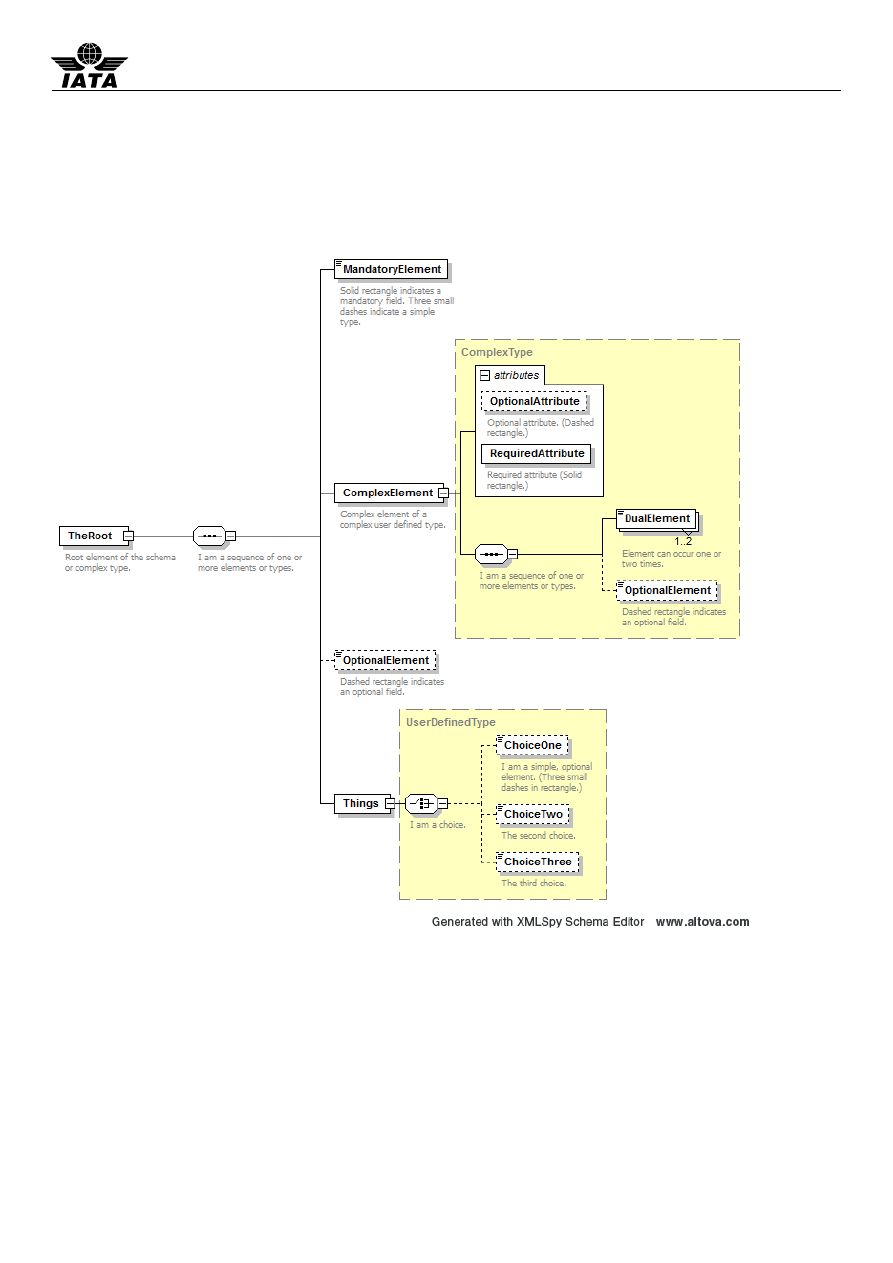 IATA
MandatoryElement
Solid rectangle indicates a
mandatory field. Three small
dashes indicate a simple
type.
ComplexType
attributes
OptionalAttribute
Optional attribute. (Dashed
rectangle.)
RequiredAttribute
Required attribute (Solid
rectangle.)
ComplexElement
Complex element of a
complex user defined type.
TheRoot
Root element of the schema
or complex type.
I am a sequence of one or
more elements or types.
I am a sequence of one or
more elements or types.
DualElement
1..2
Element can occur one or
two times.
OptionalElement
Dashed rectangle indicates
an optional field.
OptionalElement
Dashed rectangle indicates
an optional field.
UserDefinedType
ChoiceOne
I am a simple, optional
element. (Three small
dashes in rectangle.)
Things
I am a choice.
ChoiceTwo
The second choice.
ChoiceThree
The third choice.
Generated with XMLSpy Schema Editor www.altova.com